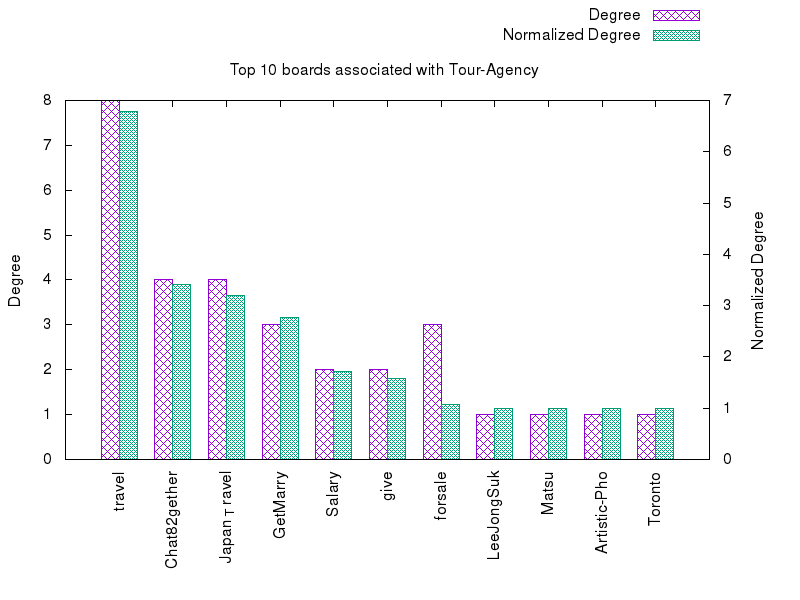 Degree
Normalized Degree
Top 10 boards associated with Tour-Agency
8
7
6
5
4
3
2
1
0
Degree
7
6
5
4
3
2
1
0
Normalized Degree
travel
Chat82gether
Japan T ravel
GetMarry
Salary
give
forsale
LeeJongSuk
Matsu
Artistic-Pho
Toronto